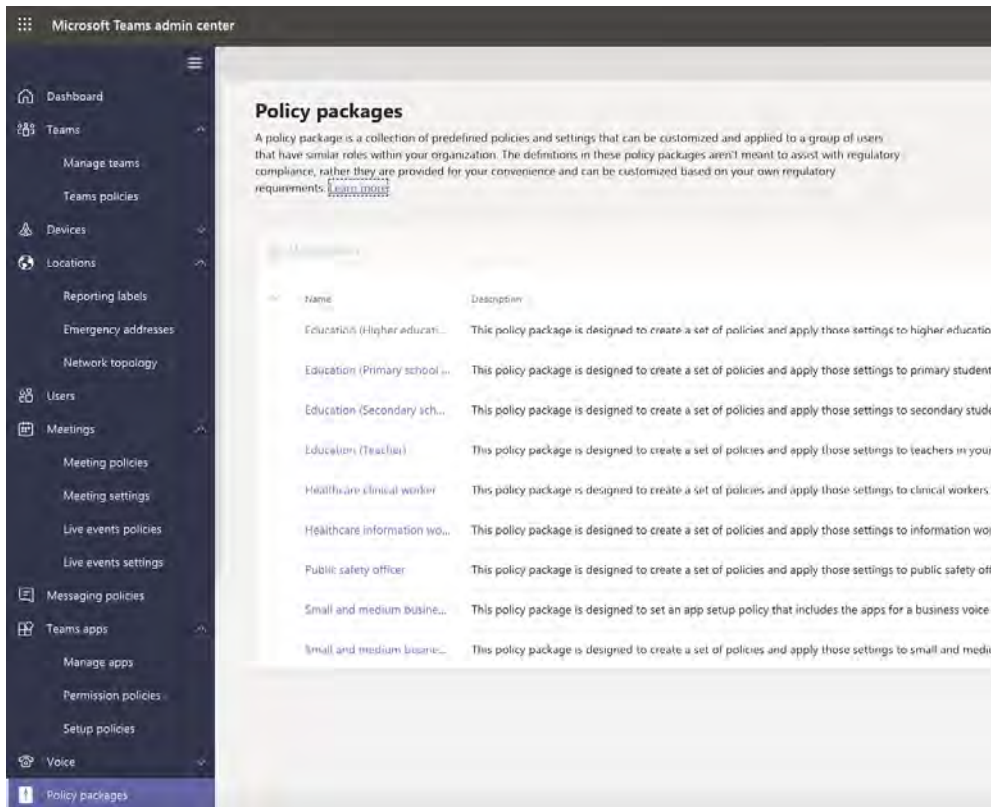 Microsoft Teams admin center
Dashboard
Teams
Manage teams
Teams policies
Devices
Locations
Reporting labels
Emergency addresses
Network topology
Users
Meetings
Meeting policies
Meeting settings
Live events policies
Live events settings
Messaging policies
Teams apps
Manage apps
Permission policies
Setup policies
Voice
Policy packages
Policy packages
A policy package is a collection of predefined policies and settings that can be customized and applied to a group of users
that have similar roles within your organization. The definitions in these policy packages aren't meant to assist with regulatory
compliance, rather they are provided for your convenience and can be customized based on your own regulatory
requirements. Learn more
Name Description
Education (Higher educati... This policy package is designed to create a set of policies and apply those settings to higher educatio
Education (Primary school ... This policy package is designed to create a set of policies and apply those settings to primary student
Education (Secondary sch... This policy package is designed to create a set of policies and apply those settings to secondary stude
Education (Teacher) This policy package is designed to create a set of policies and apply those settings to teachers in your
Healthcare clinical worker This policy package is designed to create a set of policies and apply those settings to clinical workers
Healthcare information wo... This policy package is designed to create a set of policies and apply those settings to information wor
Public safety officer This policy package is designed to create a set of policies and apply those settings to public safety off
Small and medium busine... This policy package is designed to set an app setup policy that includes the apps for a business voice
Small and medium busine... This policy package is designed to create a set of policies and apply those settings to small and medi